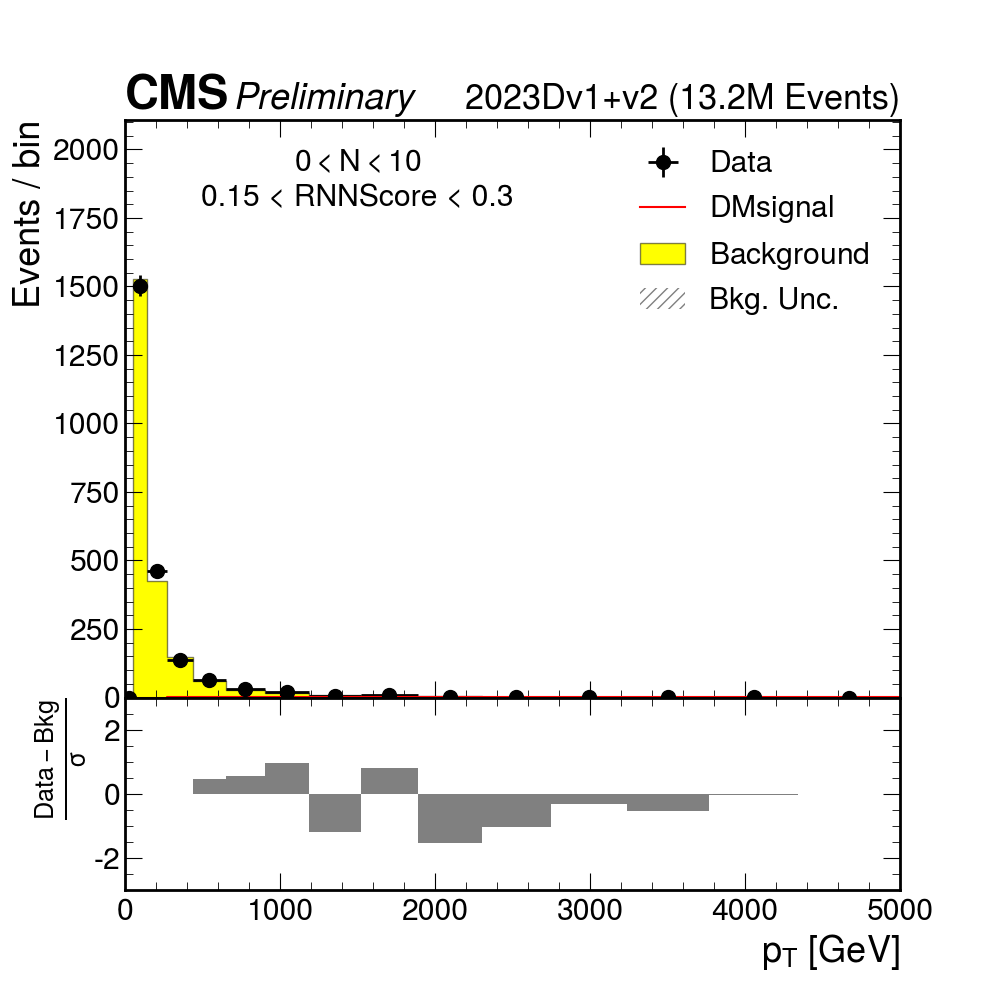 CMS Preliminary 2023Dv1+v2 (13.2M Events)
Events / bin
2000
1750
1500
1250
1000
750
500
250
0
0 < N < 10
0.15 < RNNScore < 0.3
Data
DMsignal
Background
Bkg. Unc.
Data – Bkg
σ
2
0
-2
0 1000 2000 3000 4000 5000
pT [GeV]